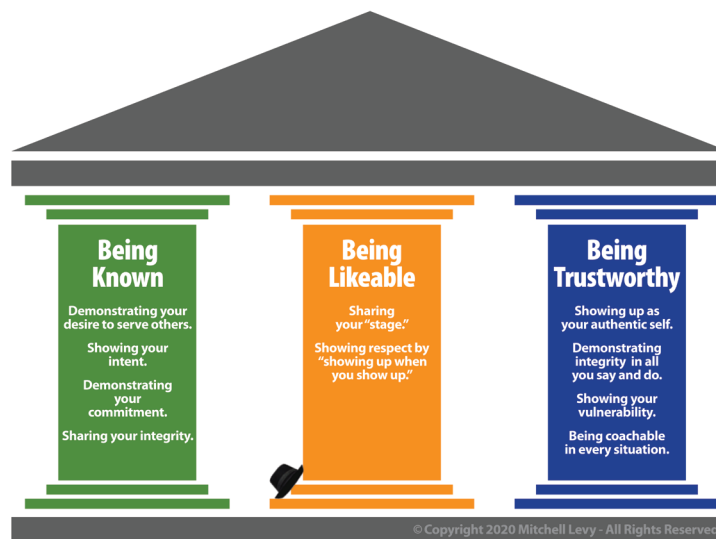 Being
Known
Demonstrating your
desire to serve others.
Showing your
intent.
Demonstrating
your
commitment.
Sharing your integrity.
Being
Likeable
Sharing
your “stage.”
Showing respect by
“showing up when
you show up.”
Being
Trustworthy
Showing up as
your authentic self.
Demonstrating
integrity in all
you say and do.
Showing your
vulnerability.
Being coachable
in every situation.
© Copyright 2020 Mitchell Levy - All Rights Reserved